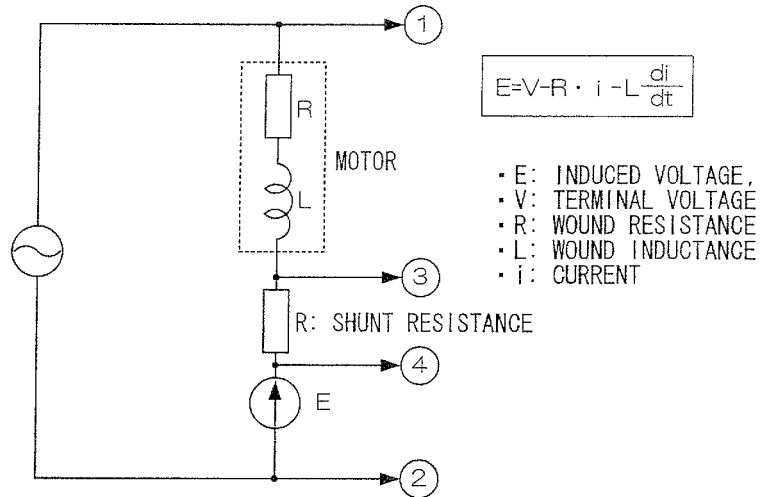 ①
E=V-R・i-L di/dt
R
MOTOR
L
・E: INDUCED VOLTAGE,
・V: TERMINAL VOLTAGE
・R: WOUND RESISTANCE
・L: WOUND INDUCTANCE
・i: CURRENT
③
R: SHUNT RESISTANCE
④
E
②